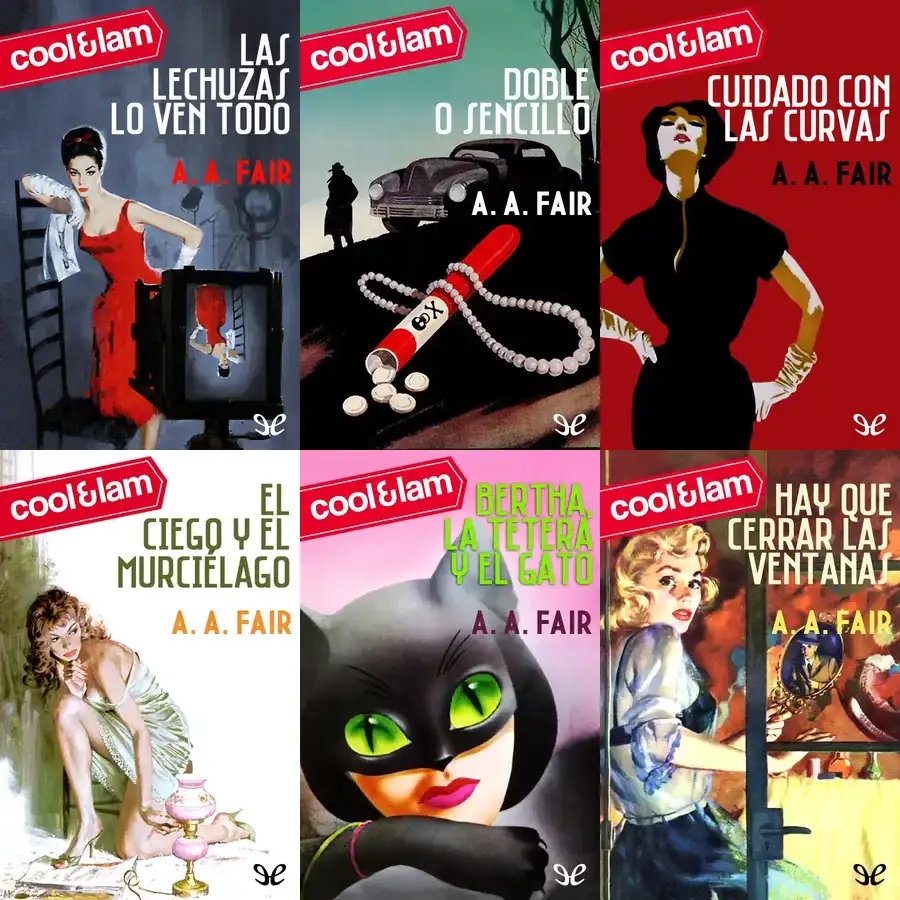 cool&lam
LAS
LECHUZAS
LO VEN TODO
A. A. FAIR
cool&lam
DOBLE
O SENCILLO
A. A. FAIR
cool&lam
CUIDADO CON
LAS CURVAS
A. A. FAIR
cool&lam
EL
CIEGO Y EL
MURCIÉLAGO
A. A. FAIR
cool&lam
BERTHA,
LA TETERA
Y EL GATO
A. A. FAIR
cool&lam
HAY QUE
CERRAR LAS
VENTANAS
A. A. FAIR